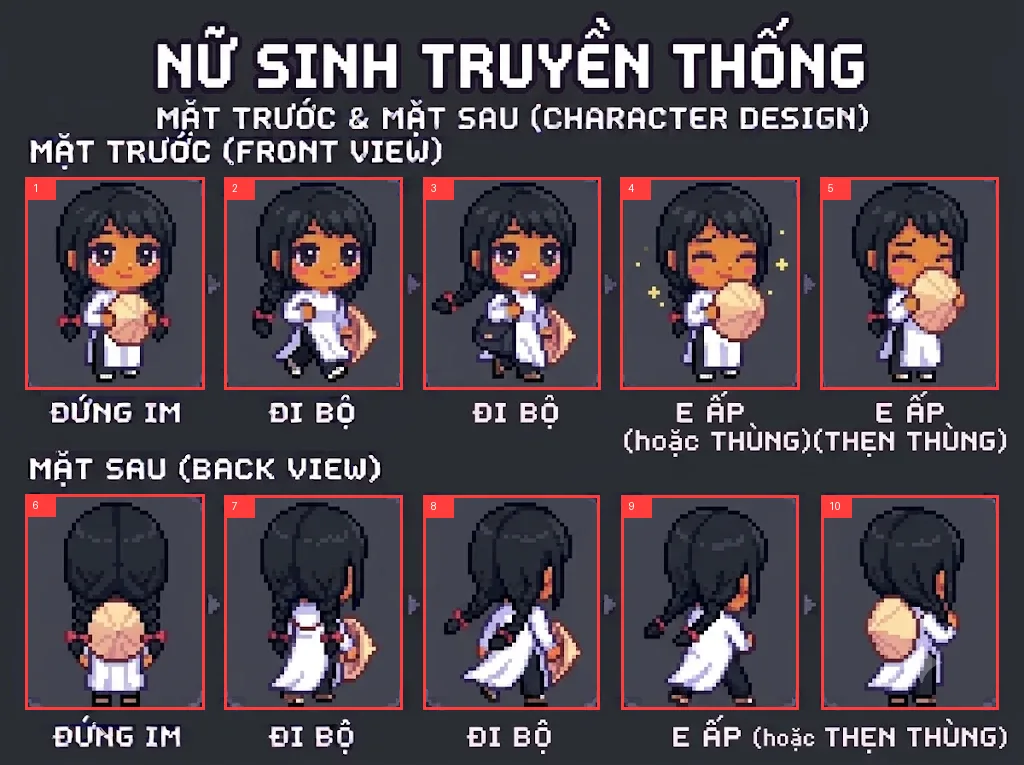 NỮ SINH TRUYỀN THỐNG
MẶT TRƯỚC & MẶT SAU (CHARACTER DESIGN)
MẶT TRƯỚC (FRONT VIEW)
1 2 3 4 5
ĐỨNG IM ĐI BỘ ĐI BỘ E ẤP E ẤP
(hoặc THÙNG)(THẸN THÙNG)
MẶT SAU (BACK VIEW)
6 7 8 9 10
ĐỨNG IM ĐI BỘ ĐI BỘ E ẤP (hoặc THẸN THÙNG)